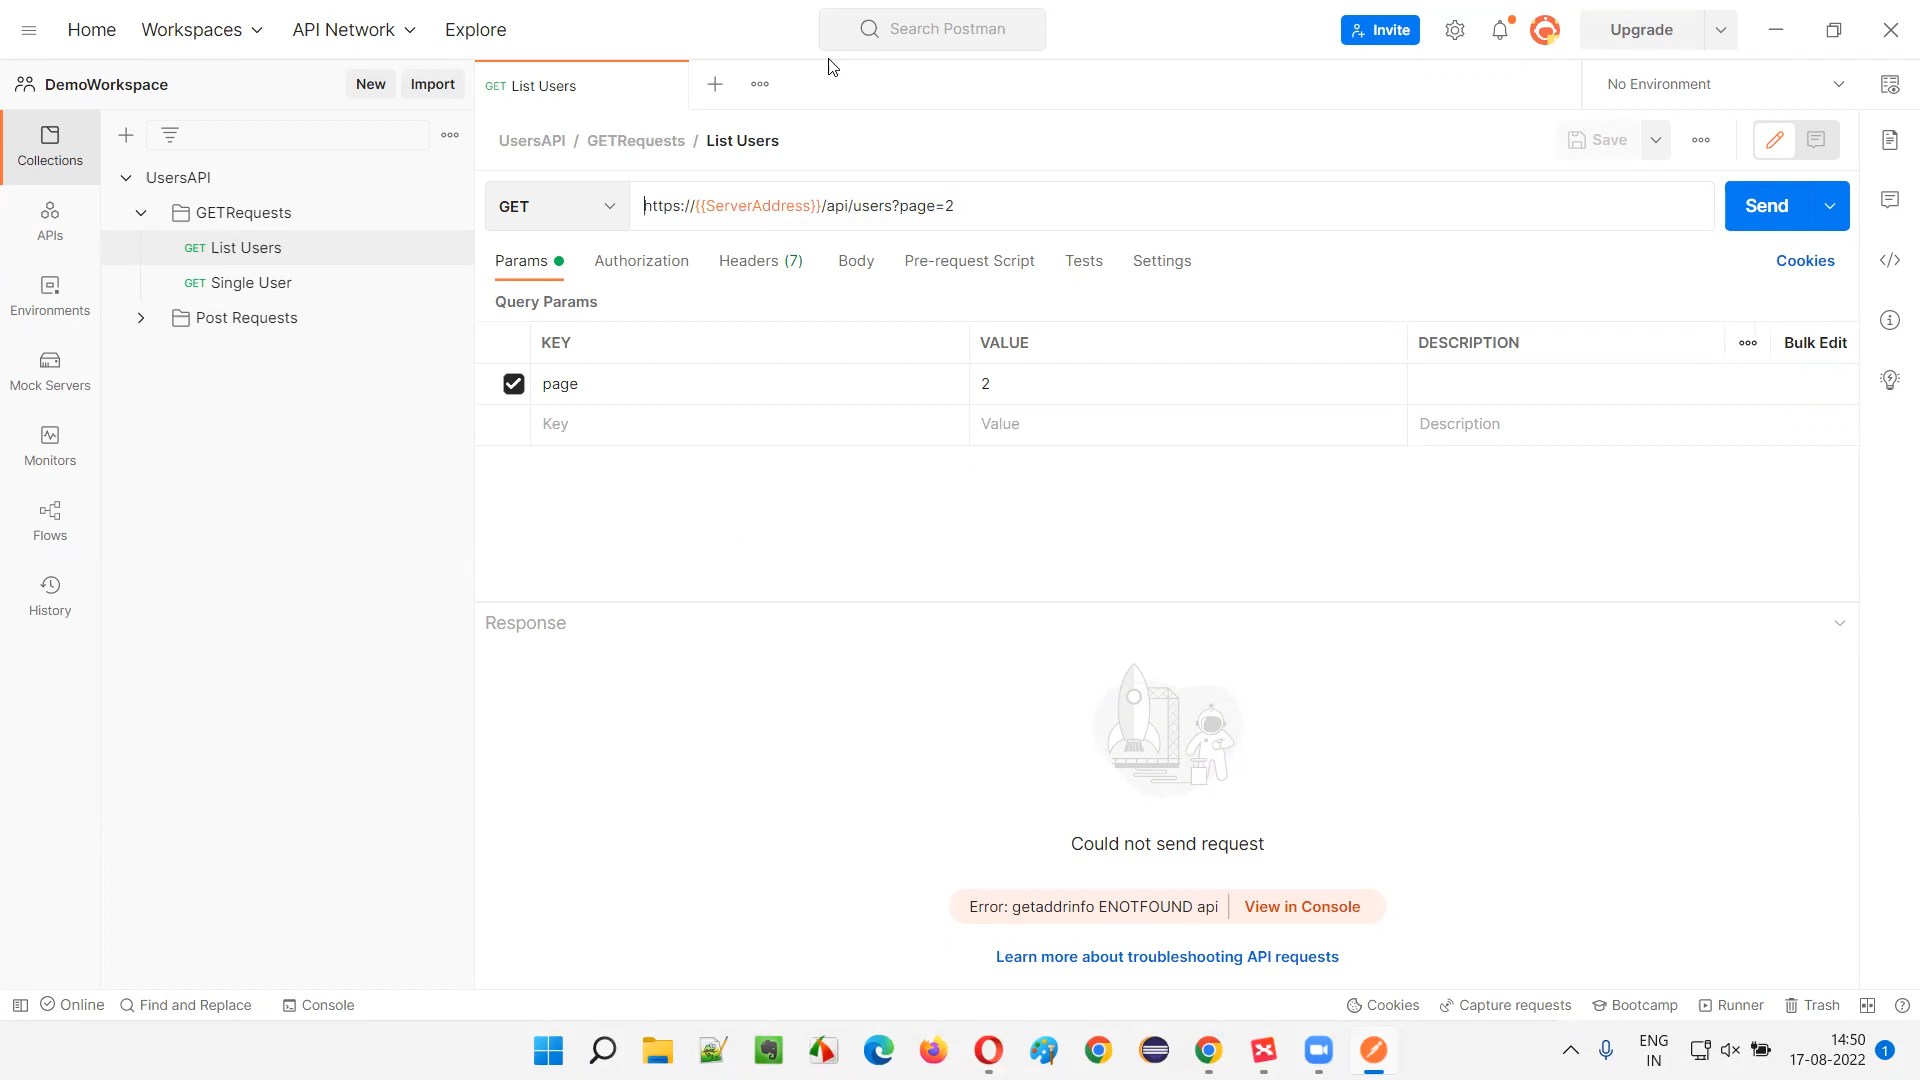 Home Workspaces API Network Explore Search Postman Invite Upgrade
DemoWorkspace New Import GET List Users No Environment
Collections
UsersAPI / GETRequests / List Users Save
UsersAPI
GET https://{{ServerAddress}}/api/users?page=2 Send
GETRequests
APIs
GET List Users
Params Authorization Headers (7) Body Pre-request Script Tests Settings Cookies
GET Single User
Query Params
Environments
Post Requests
KEY VALUE DESCRIPTION Bulk Edit
Mock Servers
page 2
Key Value Description
Monitors
Flows
History
Response
Could not send request
Error: getaddrinfo ENOTFOUND api View in Console
Learn more about troubleshooting API requests
Online Find and Replace Console Cookies Capture requests Bootcamp Runner Trash
ENG
IN
14:50
17-08-2022
1